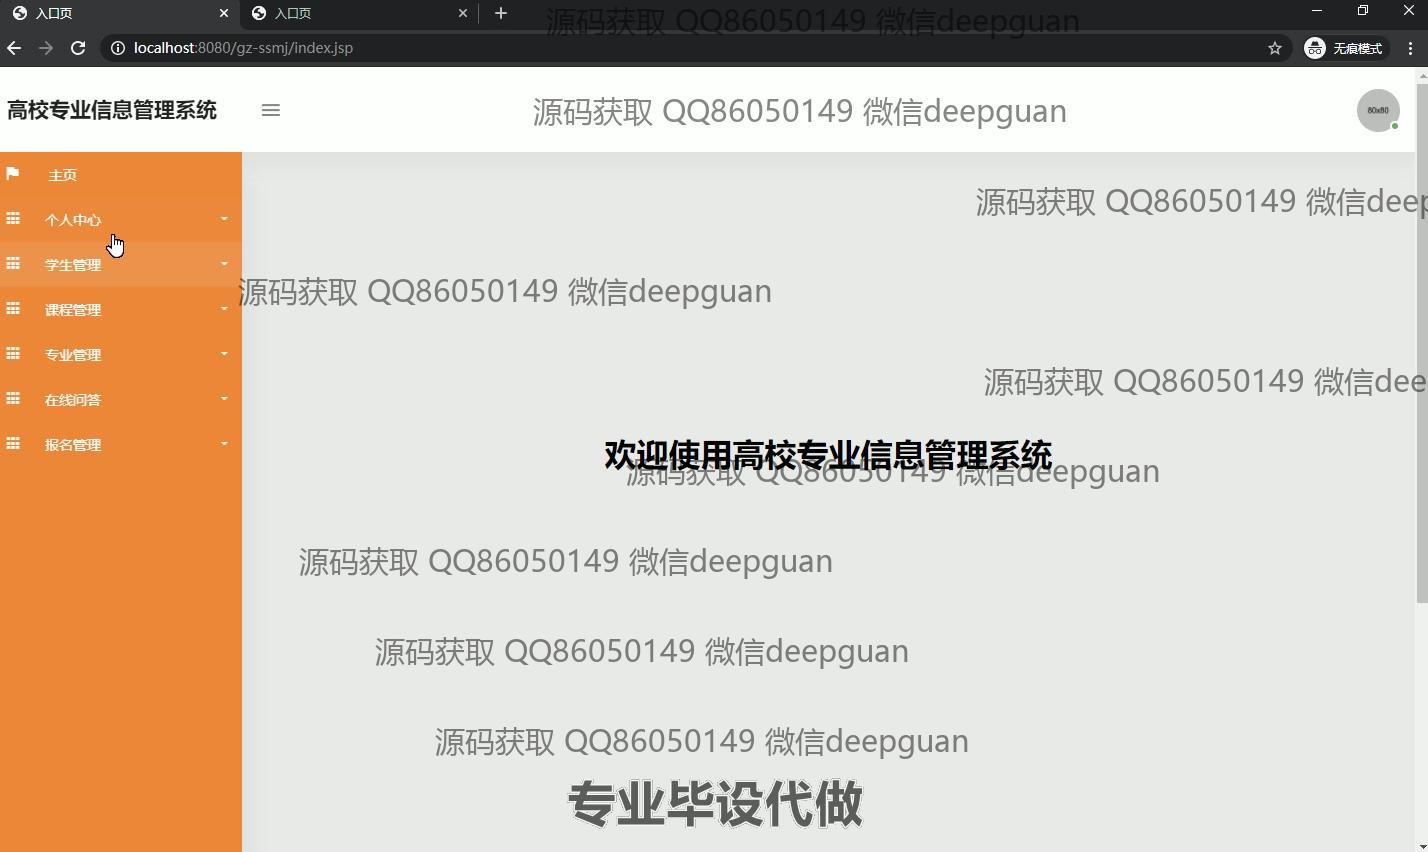 入口页
入口页
源码获取 QQ86050149 微信deepguan
localhost:8080/gz-ssmj/index.jsp
无痕模式
高校专业信息管理系统
源码获取 QQ86050149 微信deepguan
80x80
主页
源码获取 QQ86050149 微信deep
个人中心
学生管理
源码获取 QQ86050149 微信deepguan
课程管理
专业管理
源码获取 QQ86050149 微信dee
在线问答
报名管理
欢迎使用高校专业信息管理系统
源码获取 QQ86050149 微信deepguan
源码获取 QQ86050149 微信deepguan
源码获取 QQ86050149 微信deepguan
源码获取 QQ86050149 微信deepguan
专业毕设代做